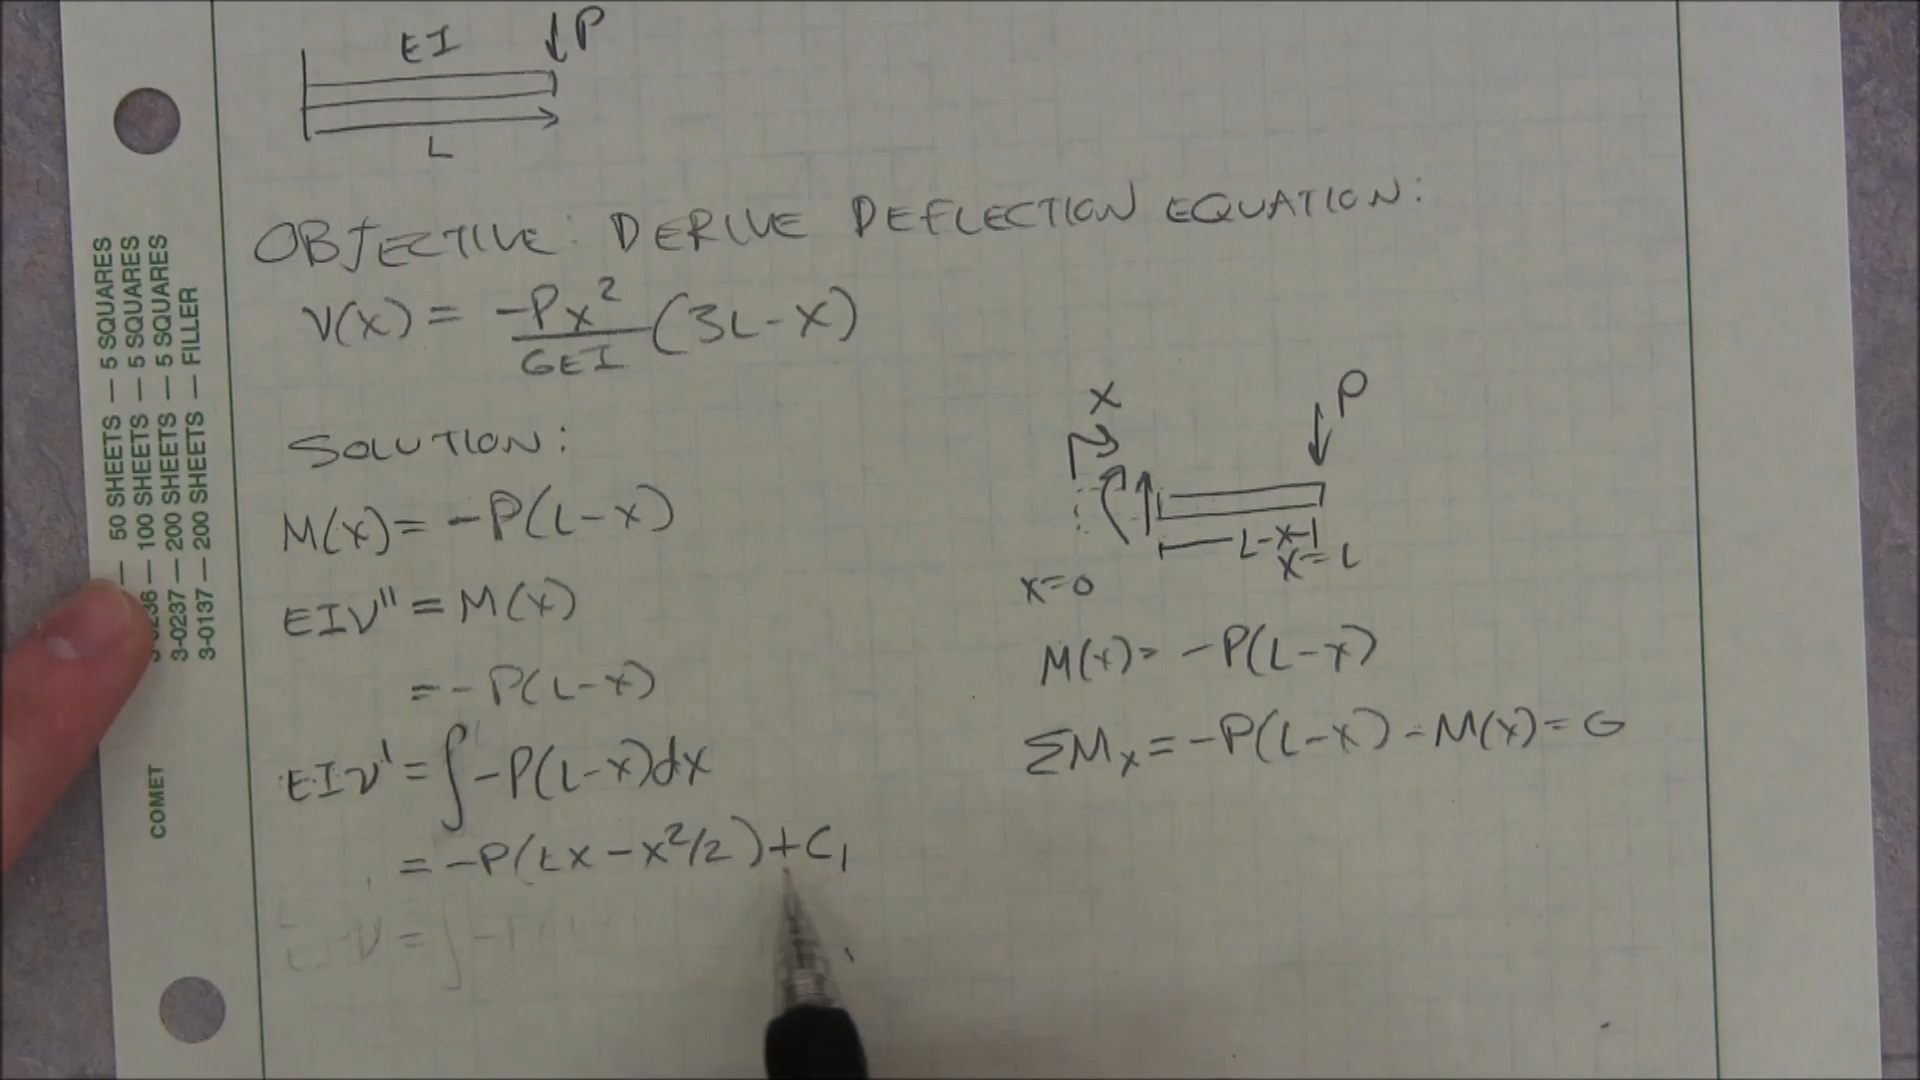 EI
↓P
L
OBJECTIVE: DERIVE DEFLECTION EQUATION:
V(X) = -PX²/6EI (3L-X)
SOLUTION:
M(X) = -P(L-X)
EIV" = M(X)
= -P(L-X)
EIV' = ∫-P(L-X)dX
= -P(LX - X²/2) + C₁
V = ∫-P(
X
P
L-X
X=L
X=0
M(X) = -P(L-X)
ΣMₓ = -P(L-X) - M(X) = 0
50 SHEETS — 5 SQUARES
3-0236 — 100 SHEETS — 5 SQUARES
3-0237 — 200 SHEETS — 5 SQUARES
3-0137 — 200 SHEETS — FILLER
COMET